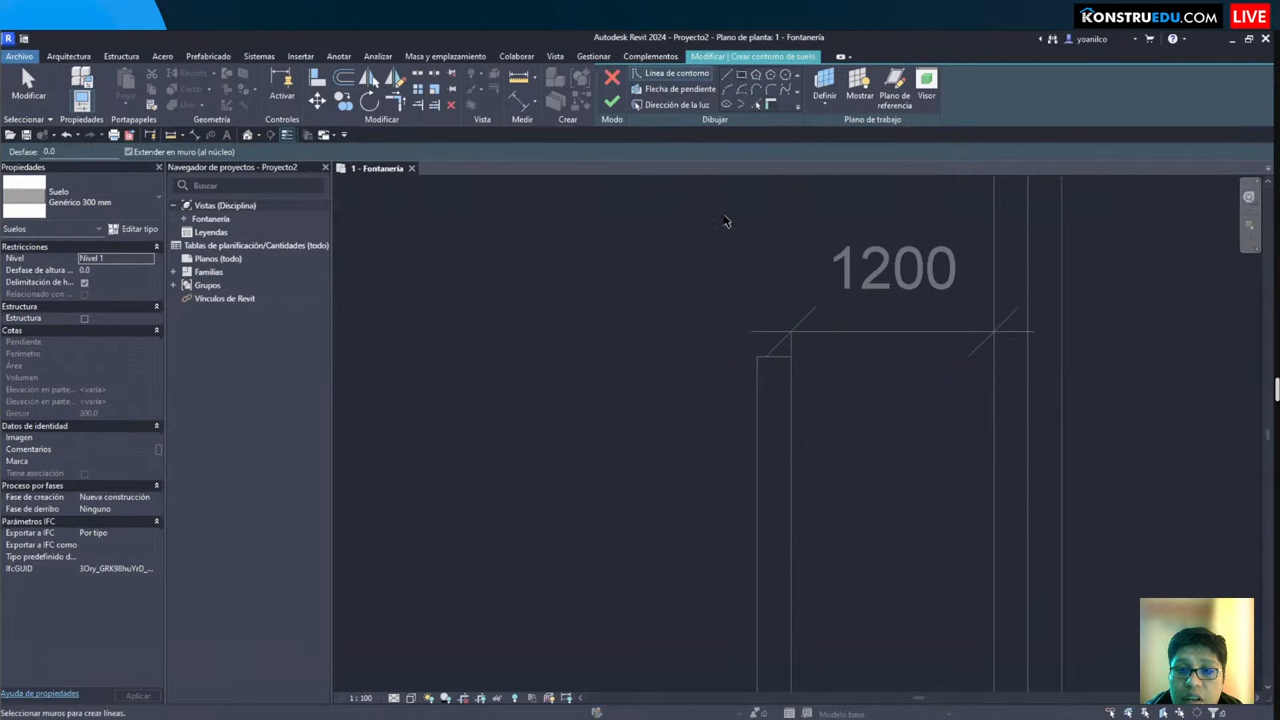 KONSTRUEDU.COM LIVE
Autodesk Revit 2024 - Proyecto2 - Plano de planta: 1 - Fontanería
yoanilco
Archivo Arquitectura Estructura Acero Prefabricado Sistemas Insertar Anotar Analizar Masa y emplazamiento Colaborar Vista Gestionar Complementos Modificar | Crear contorno de suelo
Recorte
Línea de contorno
Flecha de pendiente
Cortar
Modificar Propiedades Pegar Activar Definir Mostrar Plano de Visor
referencia
Unir
Dirección de la luz
Seleccionar Propiedades Portapapeles Geometría Controles Modificar Vista Medir Crear Modo Dibujar Plano de trabajo
Desfase: 0.0 Extender en muro (al núcleo)
Propiedades
Suelo
Genérico 300 mm
Suelos Editar tipo
Restricciones
Nivel Nivel 1
Desfase de altura ... 0.0
Delimitación de h...
Relacionado con ...
Estructura
Estructura
Cotas
Pendiente
Perímetro
Área
Volumen
Elevación en parte... <varía>
Elevación en parte... <varía>
Grosor 300.0
Datos de identidad
Imagen
Comentarios
Marca
Tiene asociación
Proceso por fases
Fase de creación Nueva construcción
Fase de derribo Ninguno
Parámetros IFC
Exportar a IFC Por tipo
Exportar a IFC como
Tipo predefinido d...
IfcGUID 3Ory_GRK98huYrD_...
Ayuda de propiedades Aplicar
Navegador de proyectos - Proyecto2
Buscar
Vistas (Disciplina)
Fontanería
Leyendas
Tablas de planificación/Cantidades (todo)
Planos (todo)
Familias
Grupos
Vínculos de Revit
1 - Fontanería
1200
1 : 100
Seleccionar muros para crear líneas.
:0
Modelo base
:0